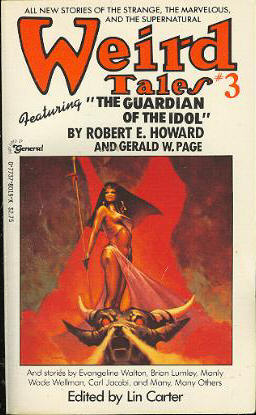 ALL NEW STORIES OF THE STRANGE, THE MARVELOUS,
AND THE SUPERNATURAL
Weird
Tales #3
Featuring "THE GUARDIAN
OF THE IDOL"
BY ROBERT E. HOWARD
AND GERALD W. PAGE
General
And stories by Evangeline Walton, Brian Lumley, Manly
Wade Wellman, Carl Jacobi, and Many, Many Others
Edited by Lin Carter